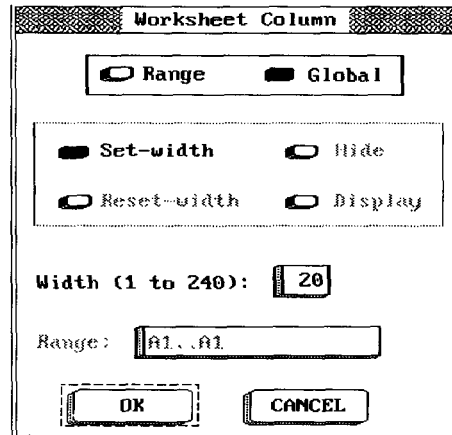 Worksheet Column
Range Global
Set-width Hide
Reset-width Display
Width (1 to 240): 20
Range: A1..A1
OK CANCEL